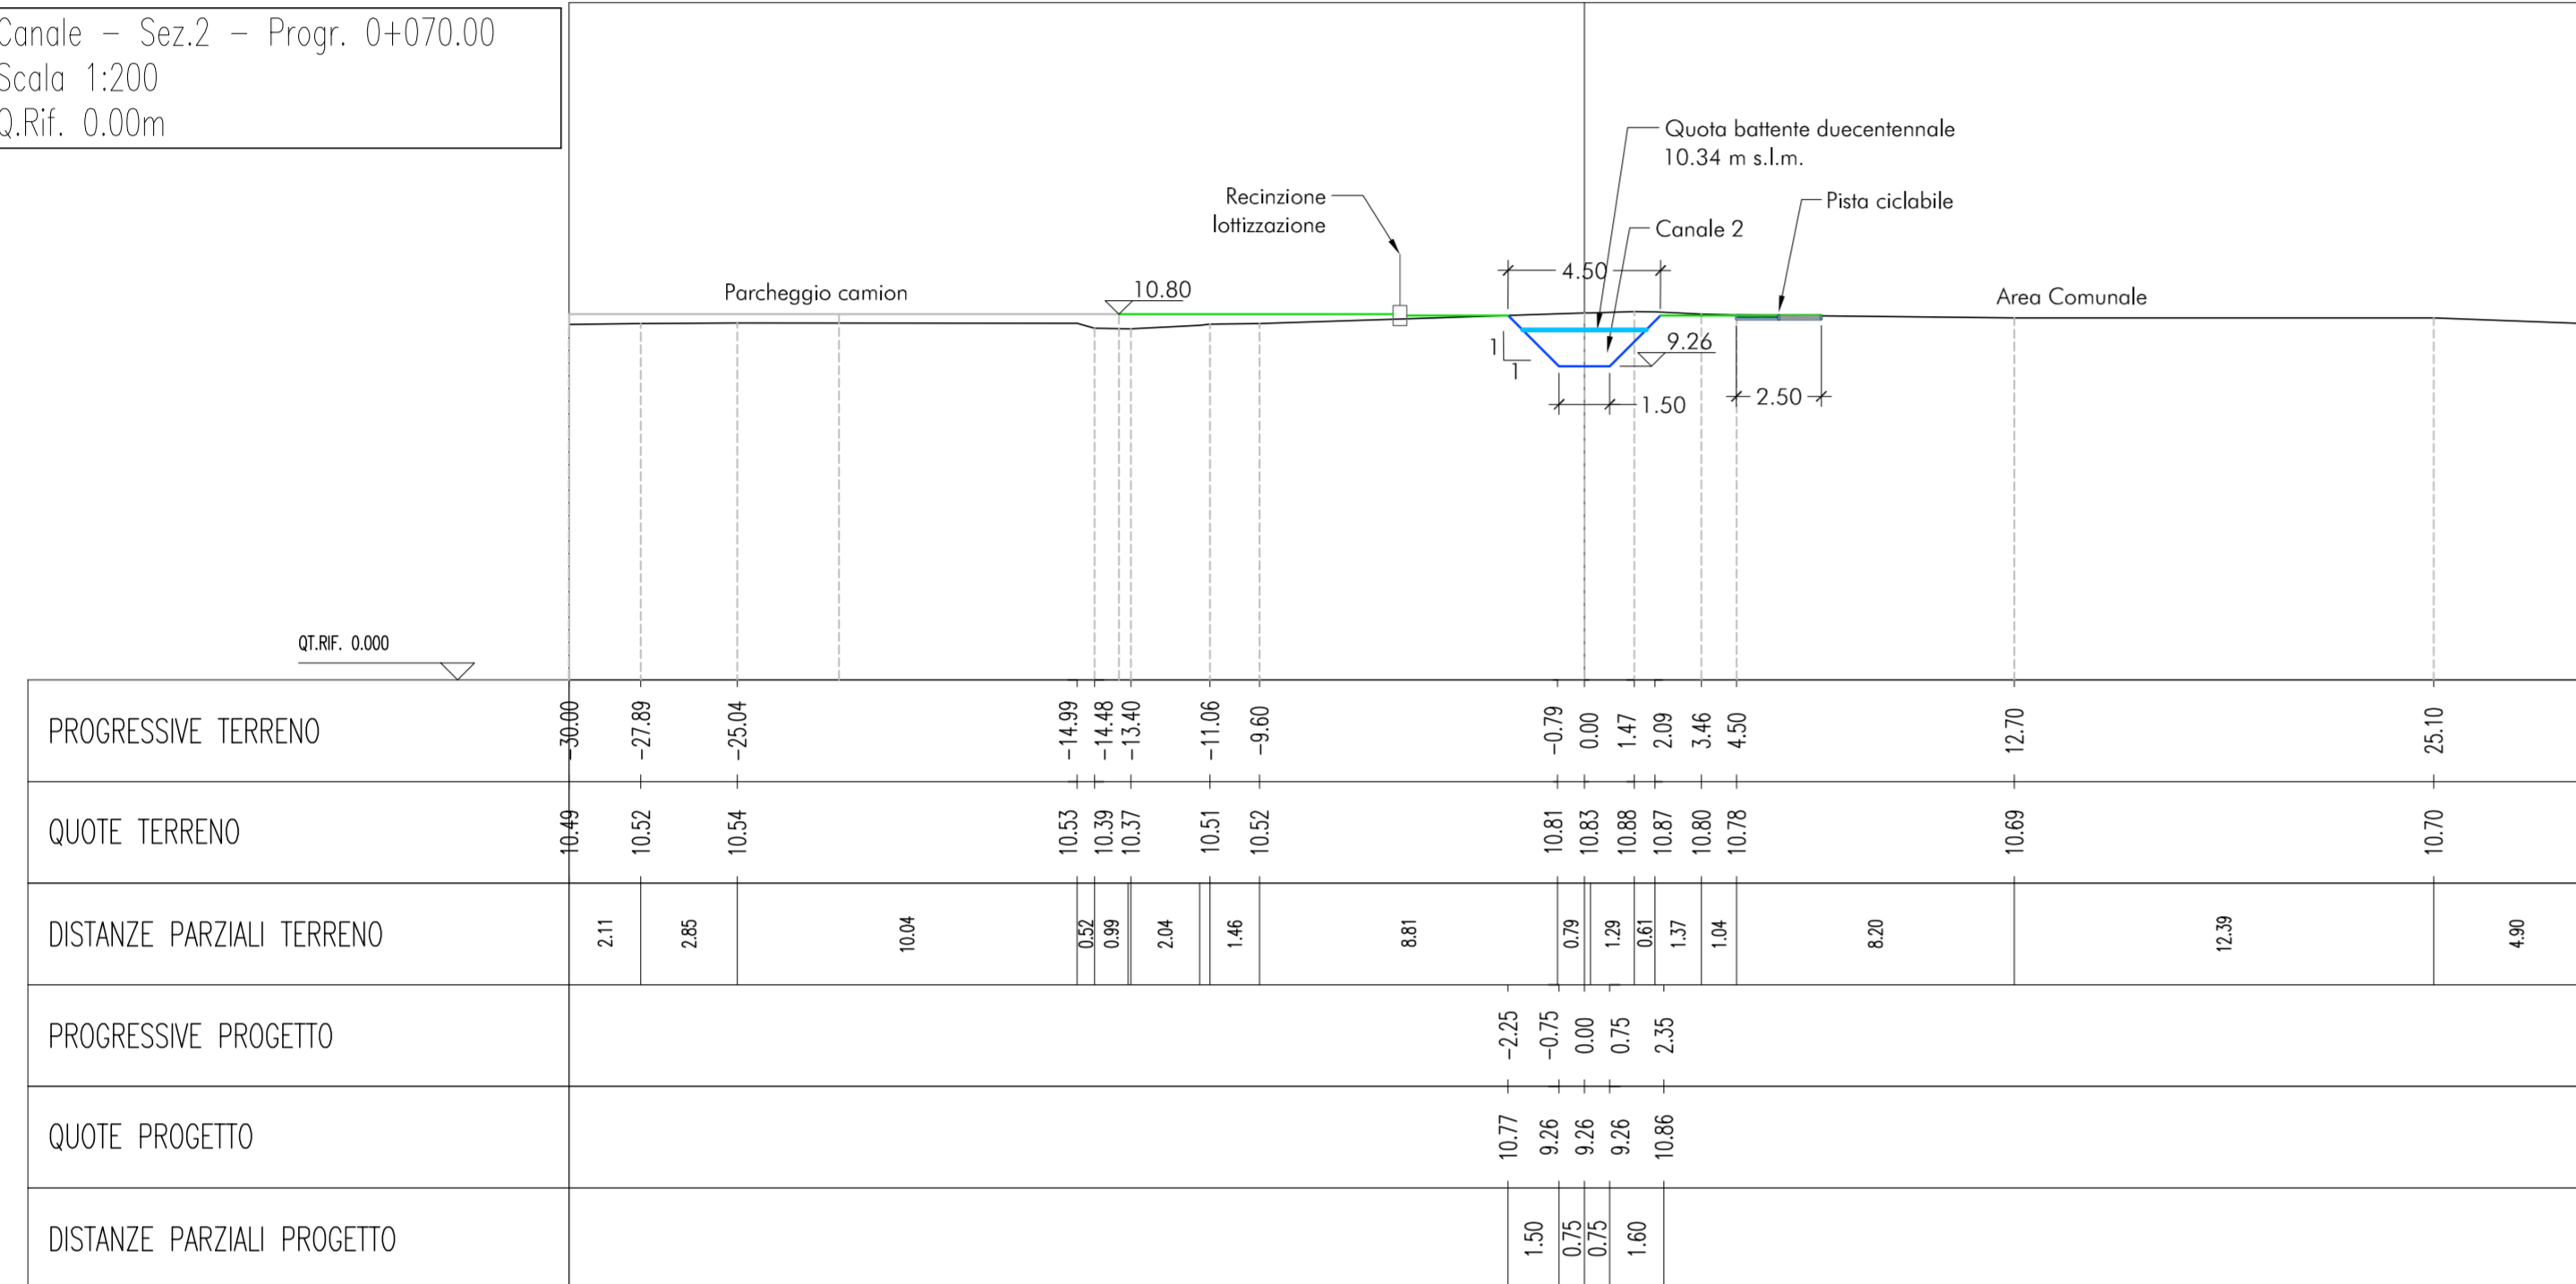 Canale – Sez.2 – Progr. 0+070.00
Scala 1:200
Q.Rif. 0.00m
Quota battente duecentennale
10.34 m s.l.m.
Recinzione
lottizzazione
Pista ciclabile
Canale 2
4.50
Parcheggio camion
10.80
Area Comunale
1
1
9.26
1.50
2.50
QT.RIF. 0.000
PROGRESSIVE TERRENO -30.00 -27.89 -25.04 -14.99 -14.48 -13.40 -11.06 -9.60 -0.79 0.00 1.47 2.09 3.46 4.50 12.70 25.10
QUOTE TERRENO 10.49 10.52 10.54 10.53 10.39 10.37 10.51 10.52 10.81 10.83 10.88 10.87 10.80 10.78 10.69 10.70
DISTANZE PARZIALI TERRENO 2.11 2.85 10.04 0.52 0.99 2.04 1.46 8.81 0.79 1.29 0.61 1.37 1.04 8.20 12.39 4.90
PROGRESSIVE PROGETTO -2.25 -0.75 0.00 0.75 2.35
QUOTE PROGETTO 10.77 9.26 9.26 9.26 10.86
DISTANZE PARZIALI PROGETTO 1.50 0.75 0.75 1.60